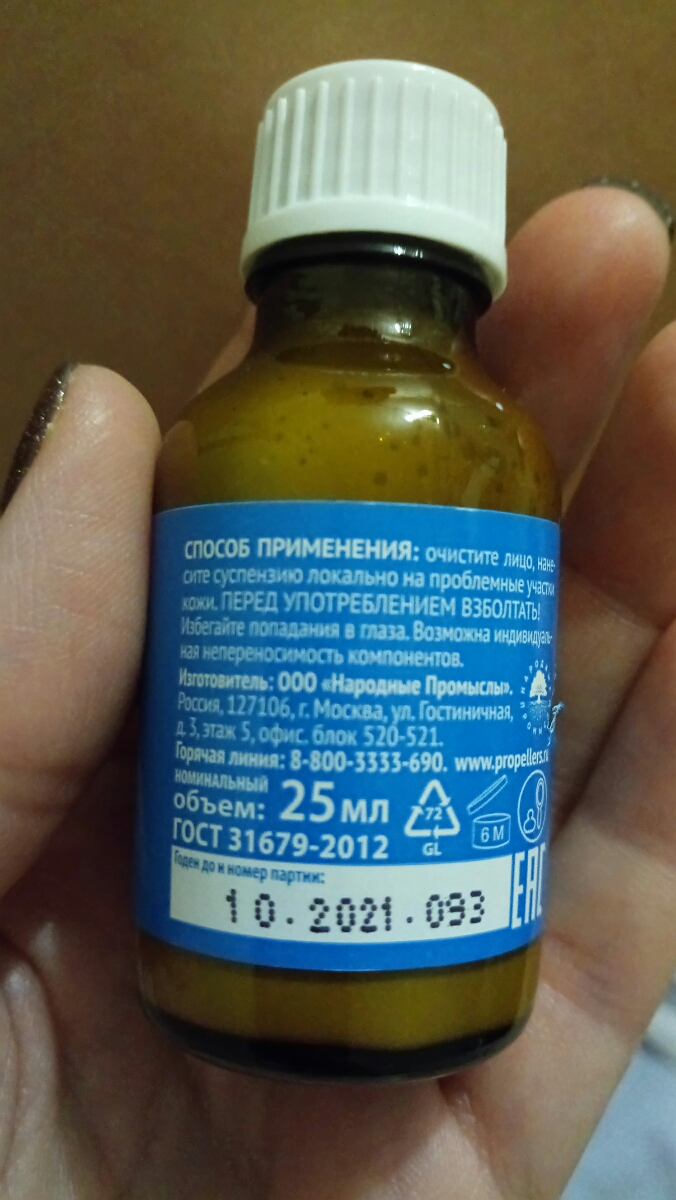 СПОСОБ ПРИМЕНЕНИЯ: очистите лицо, нане-
сите суспензию локально на проблемные участки
кожи. ПЕРЕД УПОТРЕБЛЕНИЕМ ВЗБОЛТАТЬ!
Избегайте попадания в глаза. Возможна индивидуаль-
ная непереносимость компонентов.
Изготовитель: ООО «Народные Промыслы».
Россия, 127106, г. Москва, ул. Гостиничная,
д. 3, этаж 5, офис. блок 520-521.
Горячая линия: 8-800-3333-690. www.propellers.r
номинальный
объем: 25 мл
ГОСТ 31679-2012
72
GL
6 M
Годен до и номер партии:
10.2021.093
EAC